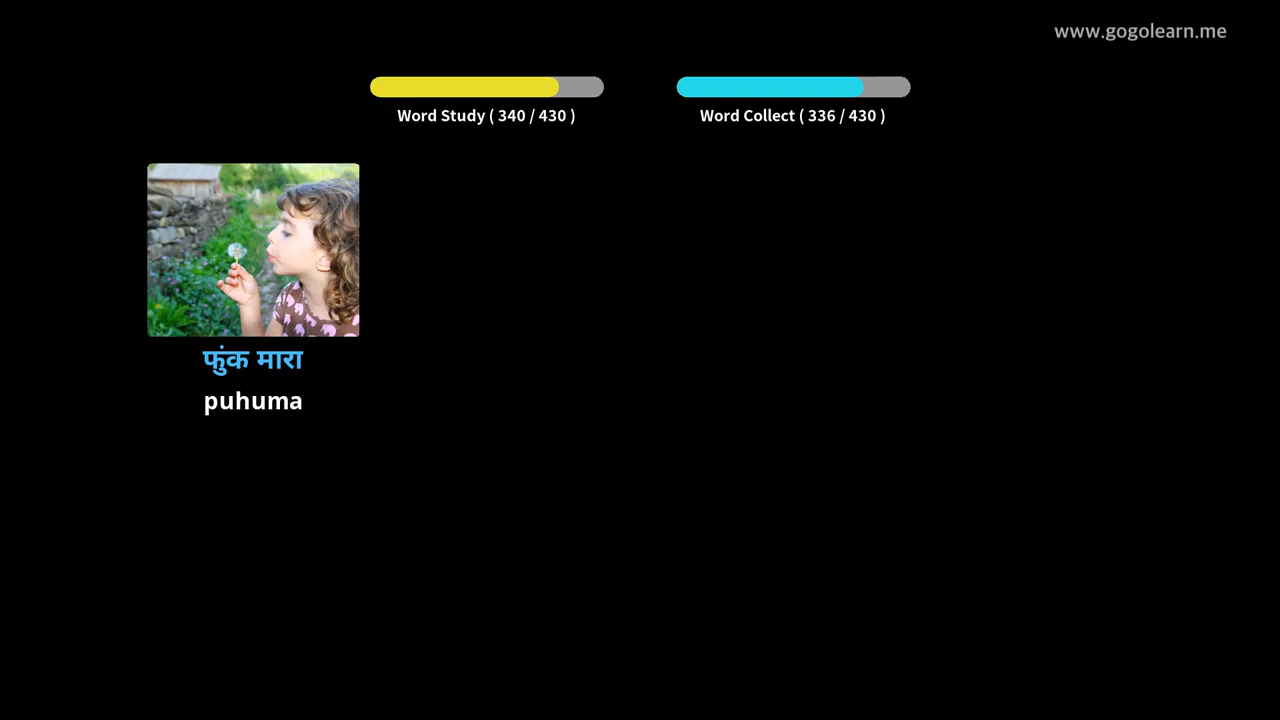 www.gogolearn.me
Word Study ( 340 / 430 )
Word Collect ( 336 / 430 )
फुंक मारा
puhuma